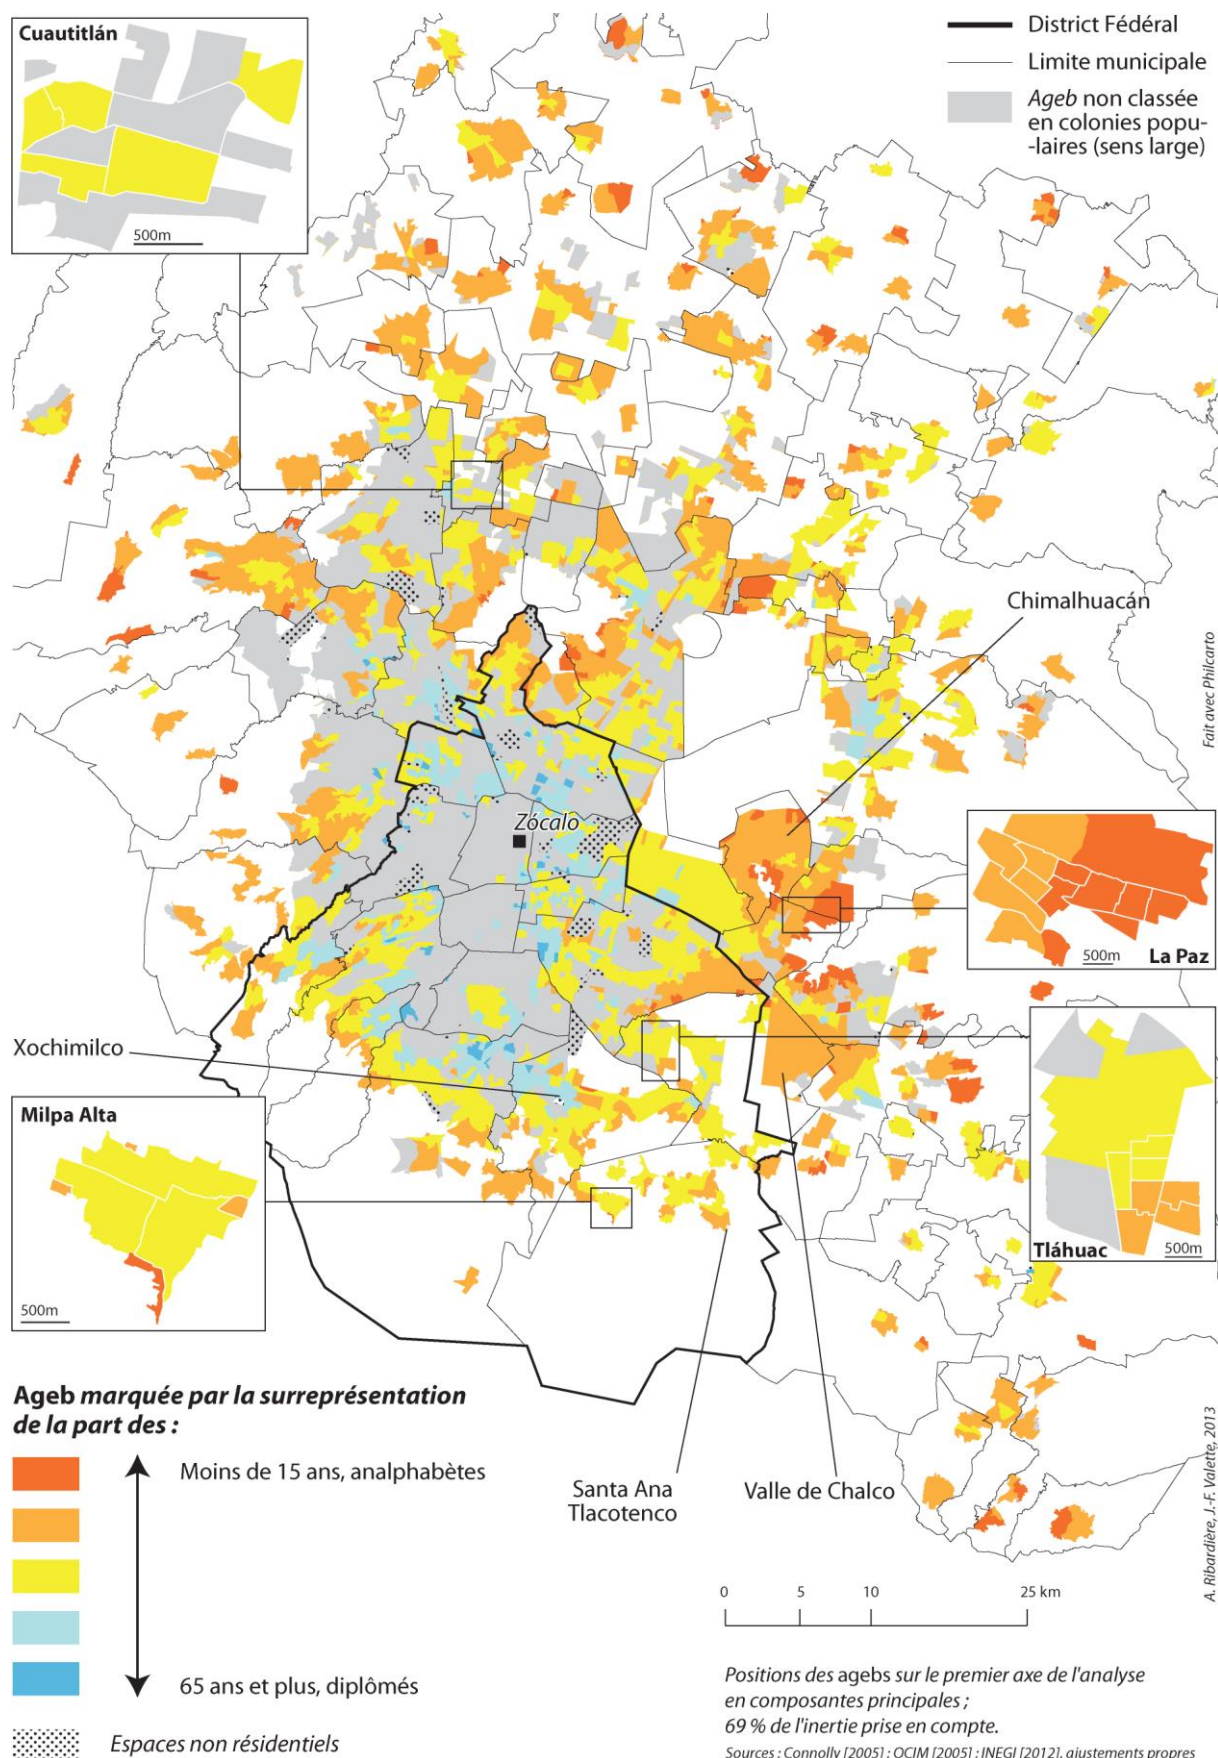 Cuautitlán
500m
District Fédéral
Limite municipale
Ageb non classée
en colonies popu-
-laires (sens large)
Chimalhuacán
Fait avec Philcarto
Zócalo
500m
La Paz
Xochimilco
Milpa Alta
500m
Tláhuac
500m
Ageb marquée par la surreprésentation
de la part des :
Moins de 15 ans, analphabètes
65 ans et plus, diplômés
Espaces non résidentiels
Santa Ana
Tlacotenco
Valle de Chalco
0 5 10 25 km
A. Ribardière, J.-F. Valette, 2013
Positions des agebs sur le premier axe de l'analyse
en composantes principales ;
69 % de l'inertie prise en compte.
Sources : Connolly [2005] ; OCIM [2005] ; INEGI [2012], ajustements propres